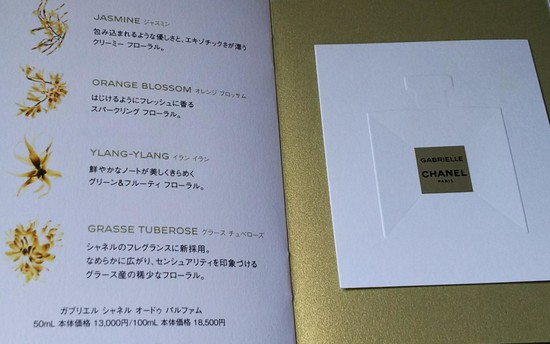 JASMINE ジャスミン
包み込まれるような優しさと、エキゾチックさが漂う
クリーミー フローラル。
ORANGE BLOSSOM オレンジ ブロッサム
はじけるようにフレッシュに香る
スパークリング フローラル。
YLANG-YLANG イラン イラン
鮮やかなノートが美しくきらめく
グリーン&フルーティ フローラル。
GRASSE TUBEROSE グラース チュベローズ
シャネルのフレグランスに新採用。
なめらかに広がり、センシュアリティを印象づける
グラース産の稀少なフローラル。
ガブリエル シャネル オードゥ パルファム
50mL 本体価格 13,000円/100mL 本体価格 18,500円
GABRIELLE
CHANEL
PARIS